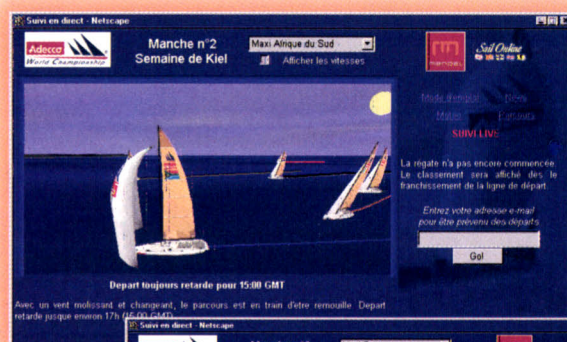 Suivi en direct - Netscape
Adecco
World Championship
Manche n°2
Semaine de Kiel
Maxi Afrique du Sud
Afficher les vitesses
Sail Online
Mode d'emploi
News
Météo
Parcours
SUIVI LIVE
La régate n'a pas encore commencée.
Le classement sera affiché dès le
franchissement de la ligne de départ.
Entrez votre adresse e-mail
pour être prévenu des départs
Go!
Depart toujours retarde pour 15:00 GMT
Avec un vent molissant et changeant, le parcours est en train d'etre remouille. Depart
retarde jusque environ 17h (15:00 GMT)
Suivi en direct - Netscape